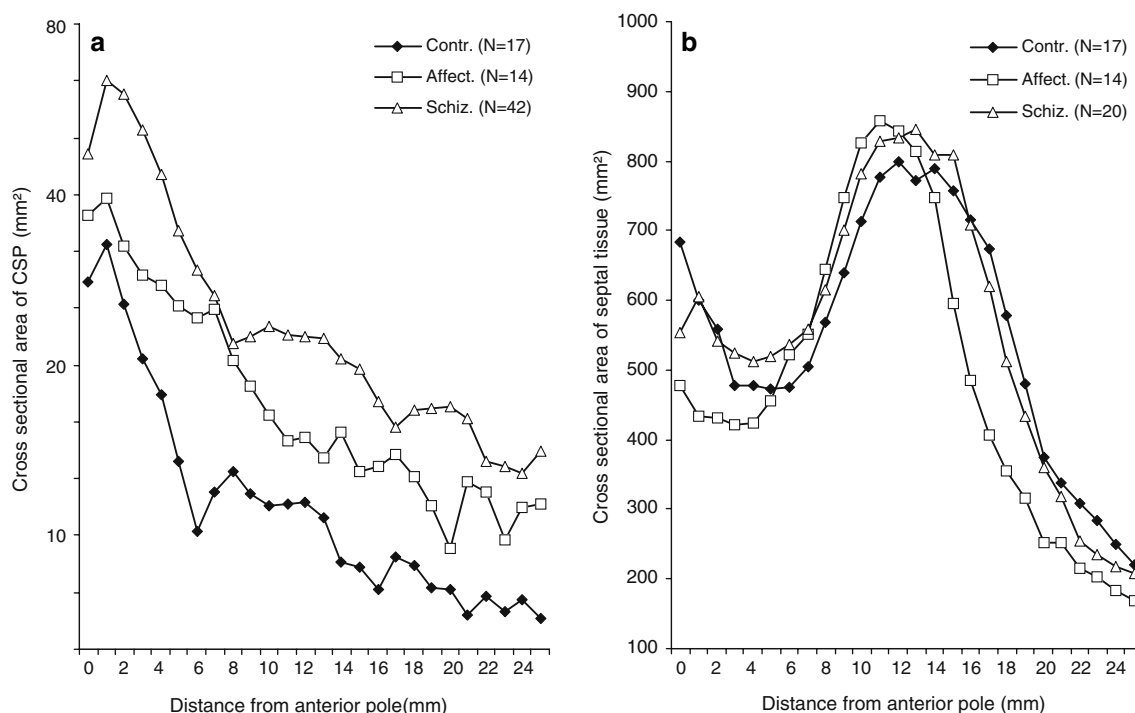 a
80
40
20
10
Cross sectional area of CSP (mm²)
Contr. (N=17)
Affect. (N=14)
Schiz. (N=42)
0 2 4 6 8 10 12 14 16 18 20 22 24
Distance from anterior pole(mm)
b
1000
900
800
700
600
500
400
300
200
100
Cross sectional area of septal tissue (mm²)
Contr. (N=17)
Affect. (N=14)
Schiz. (N=20)
0 2 4 6 8 10 12 14 16 18 20 22 24
Distance from anterior pole (mm)